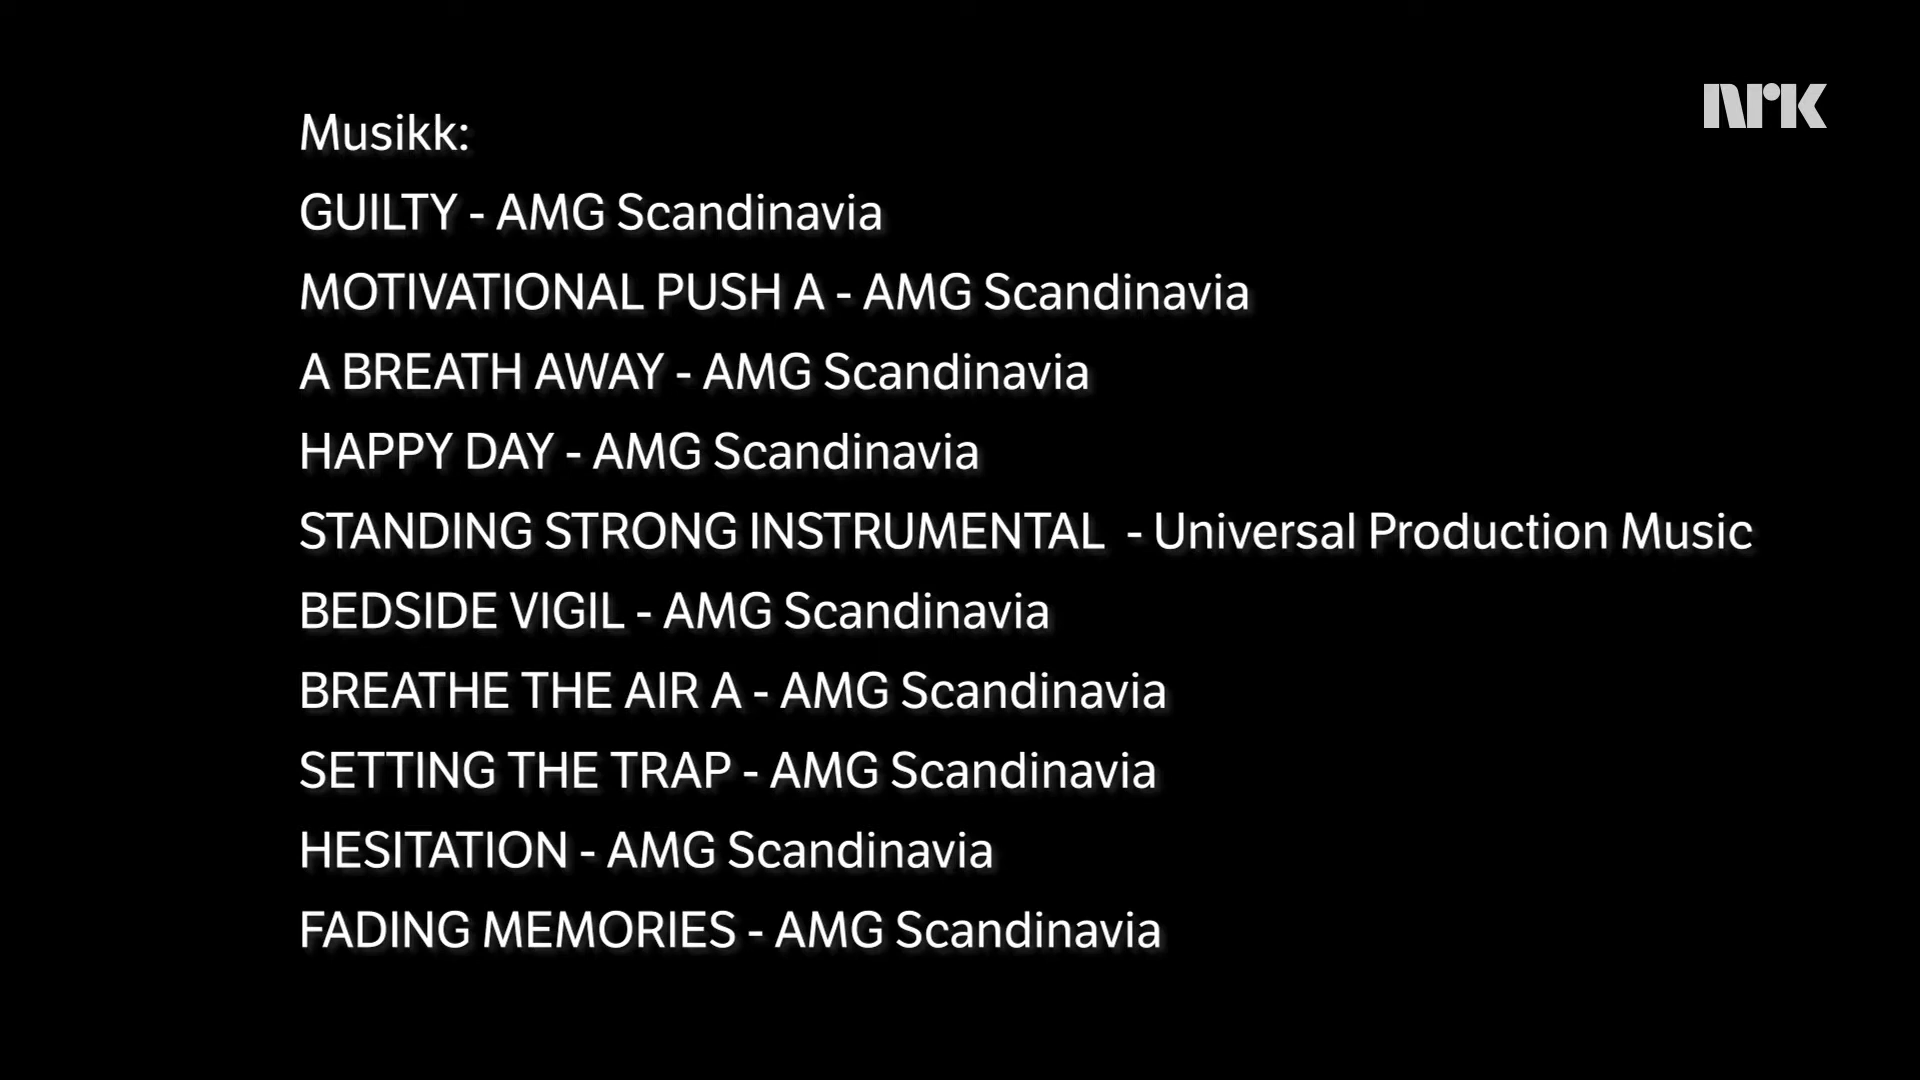 nrk
Musikk:
GUILTY - AMG Scandinavia
MOTIVATIONAL PUSH A - AMG Scandinavia
A BREATH AWAY - AMG Scandinavia
HAPPY DAY - AMG Scandinavia
STANDING STRONG INSTRUMENTAL  - Universal Production Music
BEDSIDE VIGIL - AMG Scandinavia
BREATHE THE AIR A - AMG Scandinavia
SETTING THE TRAP - AMG Scandinavia
HESITATION - AMG Scandinavia
FADING MEMORIES - AMG Scandinavia